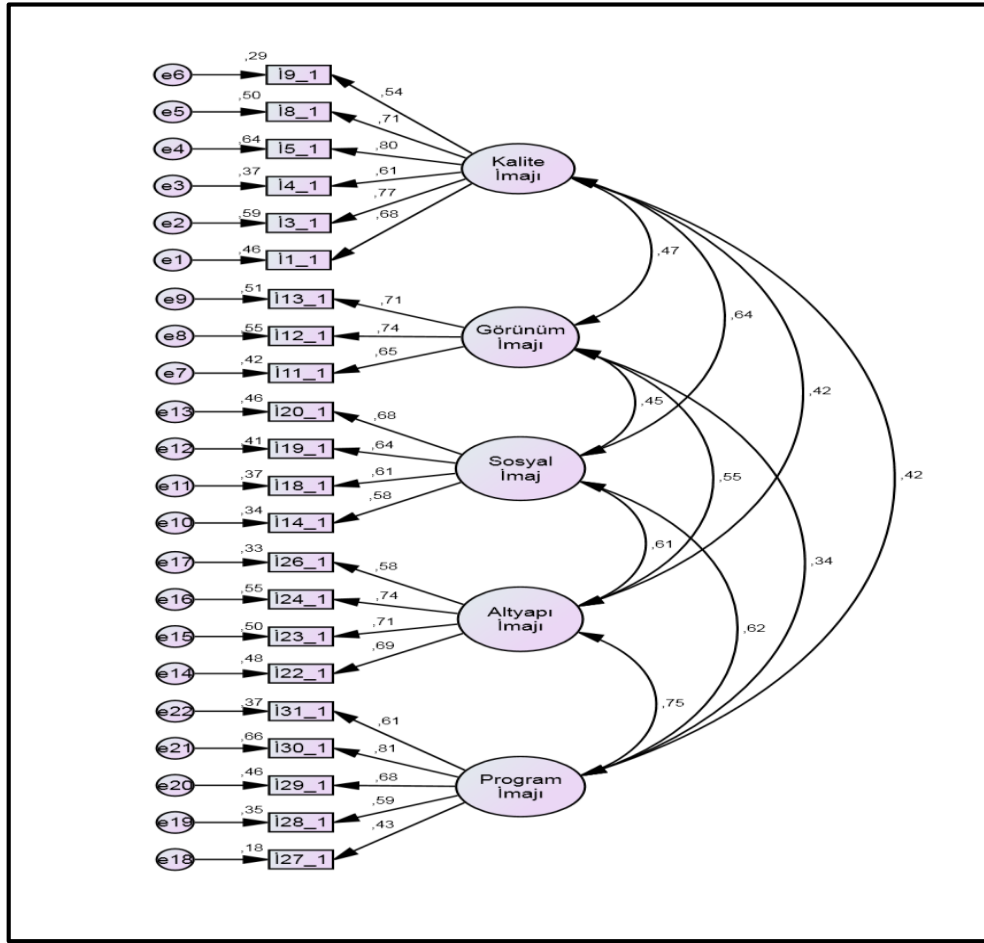 ,29
e6 İ9_1
,54
,50
e5 İ8_1
,71
,64
e4 İ5_1
,80
,37
e3 İ4_1
,61
,59
e2 İ3_1
,77
,46
e1 İ1_1
,68
Kalite
İmajı
,51
e9 İ13_1
,71
,55
e8 İ12_1
,74
,42
e7 İ11_1
,65
Görünüm
İmajı
,46
e13 İ20_1
,68
,41
e12 İ19_1
,64
,37
e11 İ18_1
,61
,34
e10 İ14_1
,58
Sosyal
İmaj
,33
e17 İ26_1
,58
,55
e16 İ24_1
,74
,50
e15 İ23_1
,71
,48
e14 İ22_1
,69
Altyapı
İmajı
,37
e22 İ31_1
,61
,66
e21 İ30_1
,81
,46
e20 İ29_1
,68
,35
e19 İ28_1
,59
,18
e18 İ27_1
,43
Program
İmajı
,47
,64
,42
,42
,45
,55
,34
,61
,62
,75